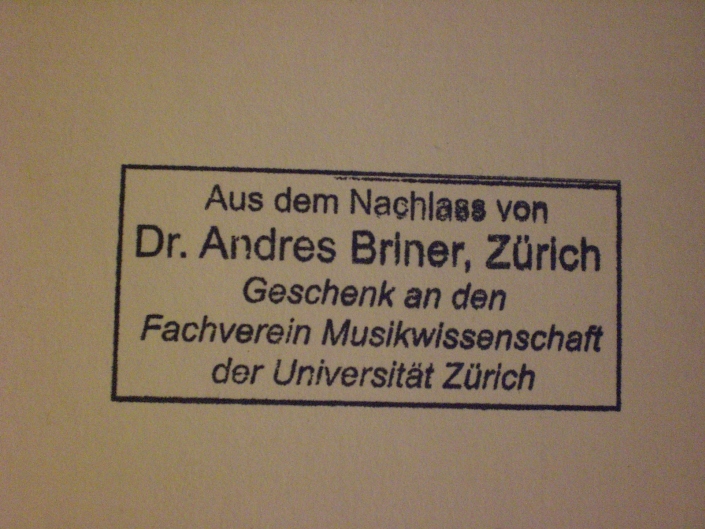 Aus dem Nachlass von
Dr. Andres Briner, Zürich
Geschenk an den
Fachverein Musikwissenschaft
der Universität Zürich